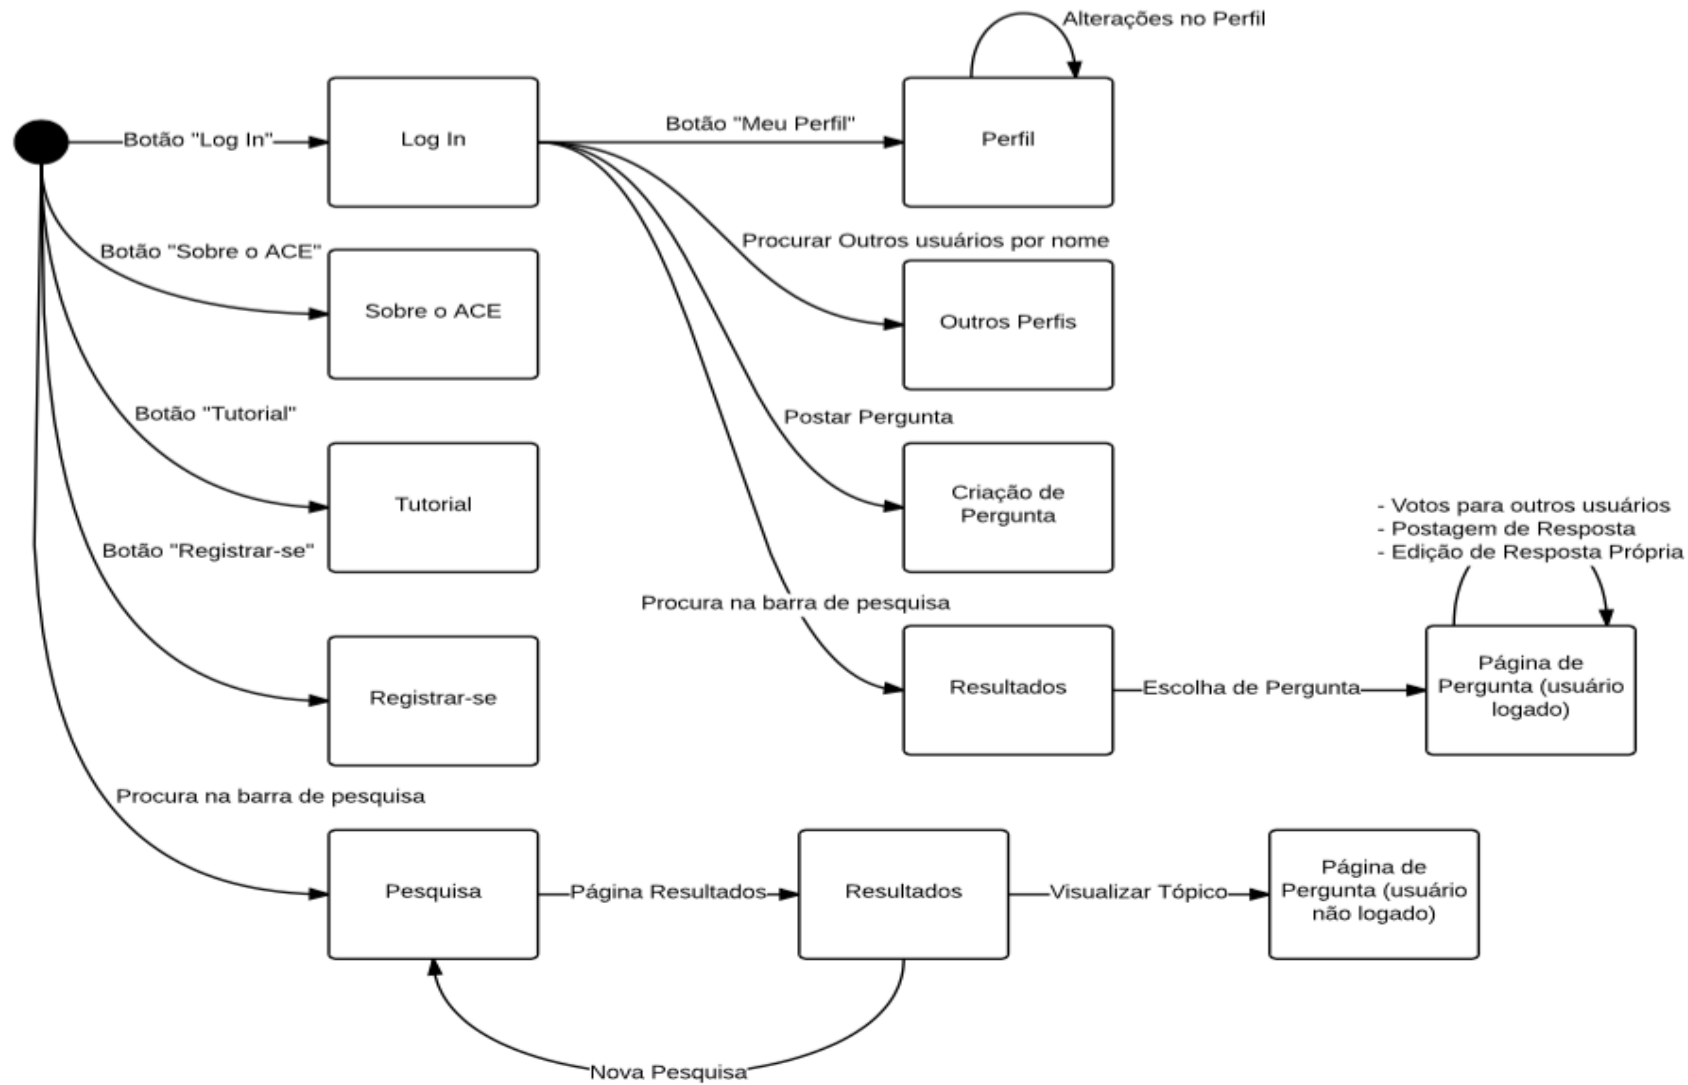 Alterações no Perfil
Botão "Log In"
Log In
Botão "Meu Perfil"
Perfil
Botão "Sobre o ACE"
Sobre o ACE
Procurar Outros usuários por nome
Outros Perfis
Botão "Tutorial"
Tutorial
Postar Pergunta
Criação de
Pergunta
- Votos para outros usuários
- Postagem de Resposta
- Edição de Resposta Própria
Botão "Registrar-se"
Registrar-se
Procura na barra de pesquisa
Resultados
Escolha de Pergunta
Página de
Pergunta (usuário
logado)
Procura na barra de pesquisa
Pesquisa
Página Resultados
Resultados
Visualizar Tópico
Página de
Pergunta (usuário
não logado)
Nova Pesquisa